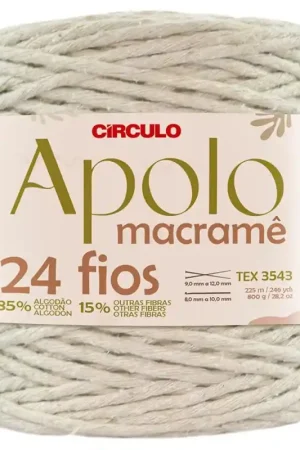 CÍRCULO
Apolo
macramê
24 fios
85% ALGODÃO COTTON ALGODÓN 15% OUTRAS FIBRAS OTHER FIBERS OTRAS FIBRAS
9.0 mm a 12,0 mm
8,0 mm a 10,0 mm
TEX 3543
225 m / 246 yds
800 g / 28.2 oz